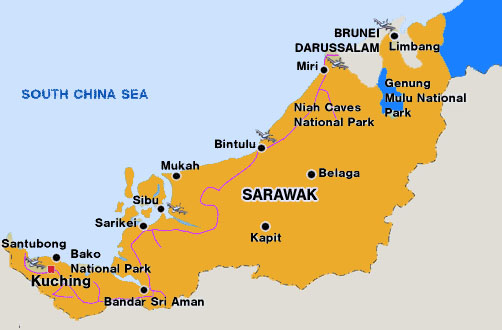 BRUNEI
DARUSSALAM
Limbang
Miri
SOUTH CHINA SEA
Genung
Mulu National
Park
Niah Caves
National Park
Bintulu
Mukah
Belaga
Sibu
SARAWAK
Sarikei
Kapit
Santubong
Bako
National Park
Kuching
Bandar Sri Aman